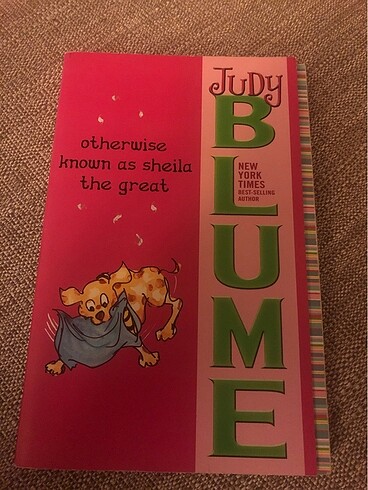 otherwise
known as sheila
the great
JUDY
BLUME
NEW
YORK
TIMES
BEST-SELLING
AUTHOR